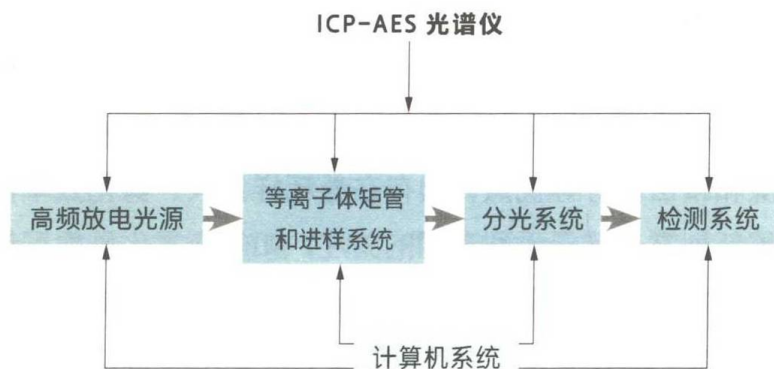 ICP-AES 光谱仪
高频放电光源
等离子体矩管
和进样系统
分光系统
检测系统
计算机系统